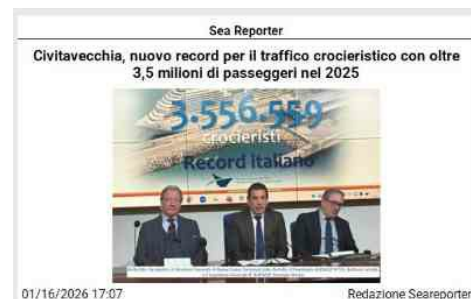 Sea Reporter
Civitavecchia, nuovo record per il traffico crocieristico con oltre
3,5 milioni di passeggeri nel 2025
3.556.559
crocieristi
Record italiano
01/16/2026 17:07
Redazione Seareporter